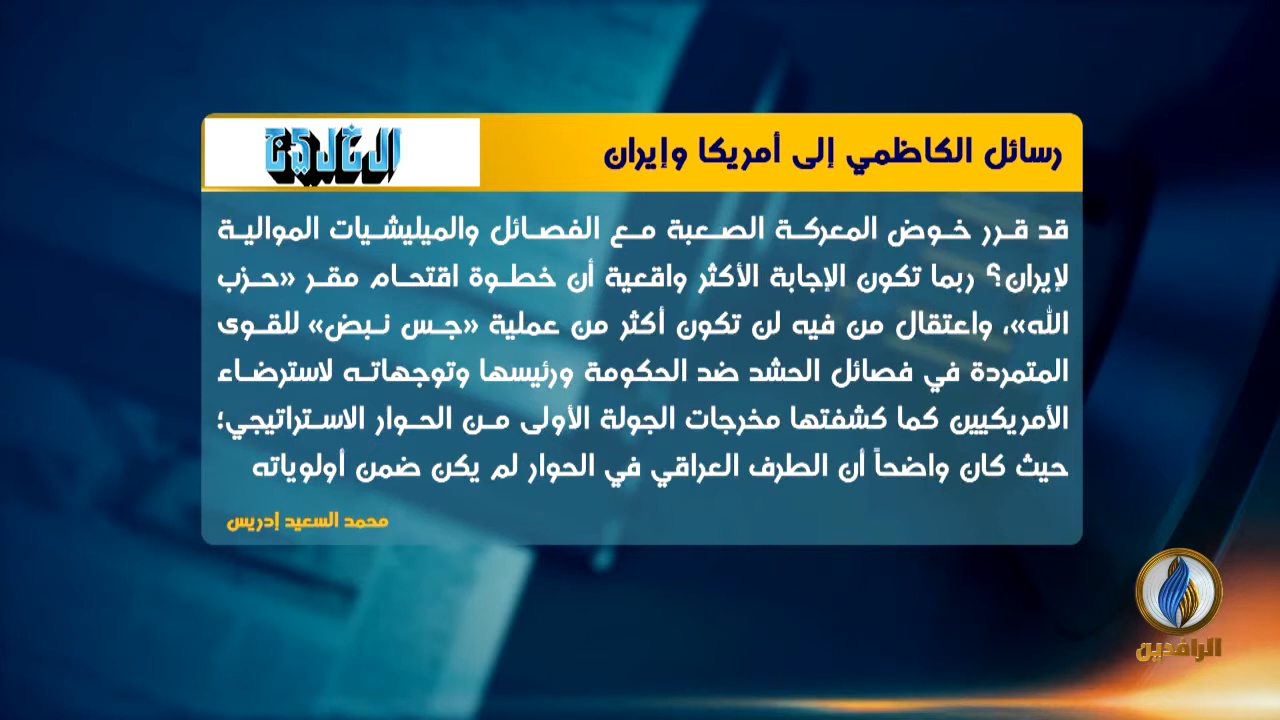 رسائل الكاظمي إلى أمريكا وإيران
الخليج
قد قرر خوض المعركة الصعبة مع الفصائل والميليشيات الموالية
لإيران؟ ربما تكون الإجابة الأكثر واقعية أن خطوة اقتحام مقر «حزب
الله»، واعتقال من فيه لن تكون أكثر من عملية «جس نبض» للقوى
المتمردة في فصائل الحشد ضد الحكومة ورئيسها وتوجهاته لاسترضاء
الأمريكيين كما كشفتها مخرجات الجولة الأولى من الحوار الاستراتيجي؛
حيث كان واضحاً أن الطرف العراقي في الحوار لم يكن ضمن أولوياته
محمد السعيد إدريس
الرافدين